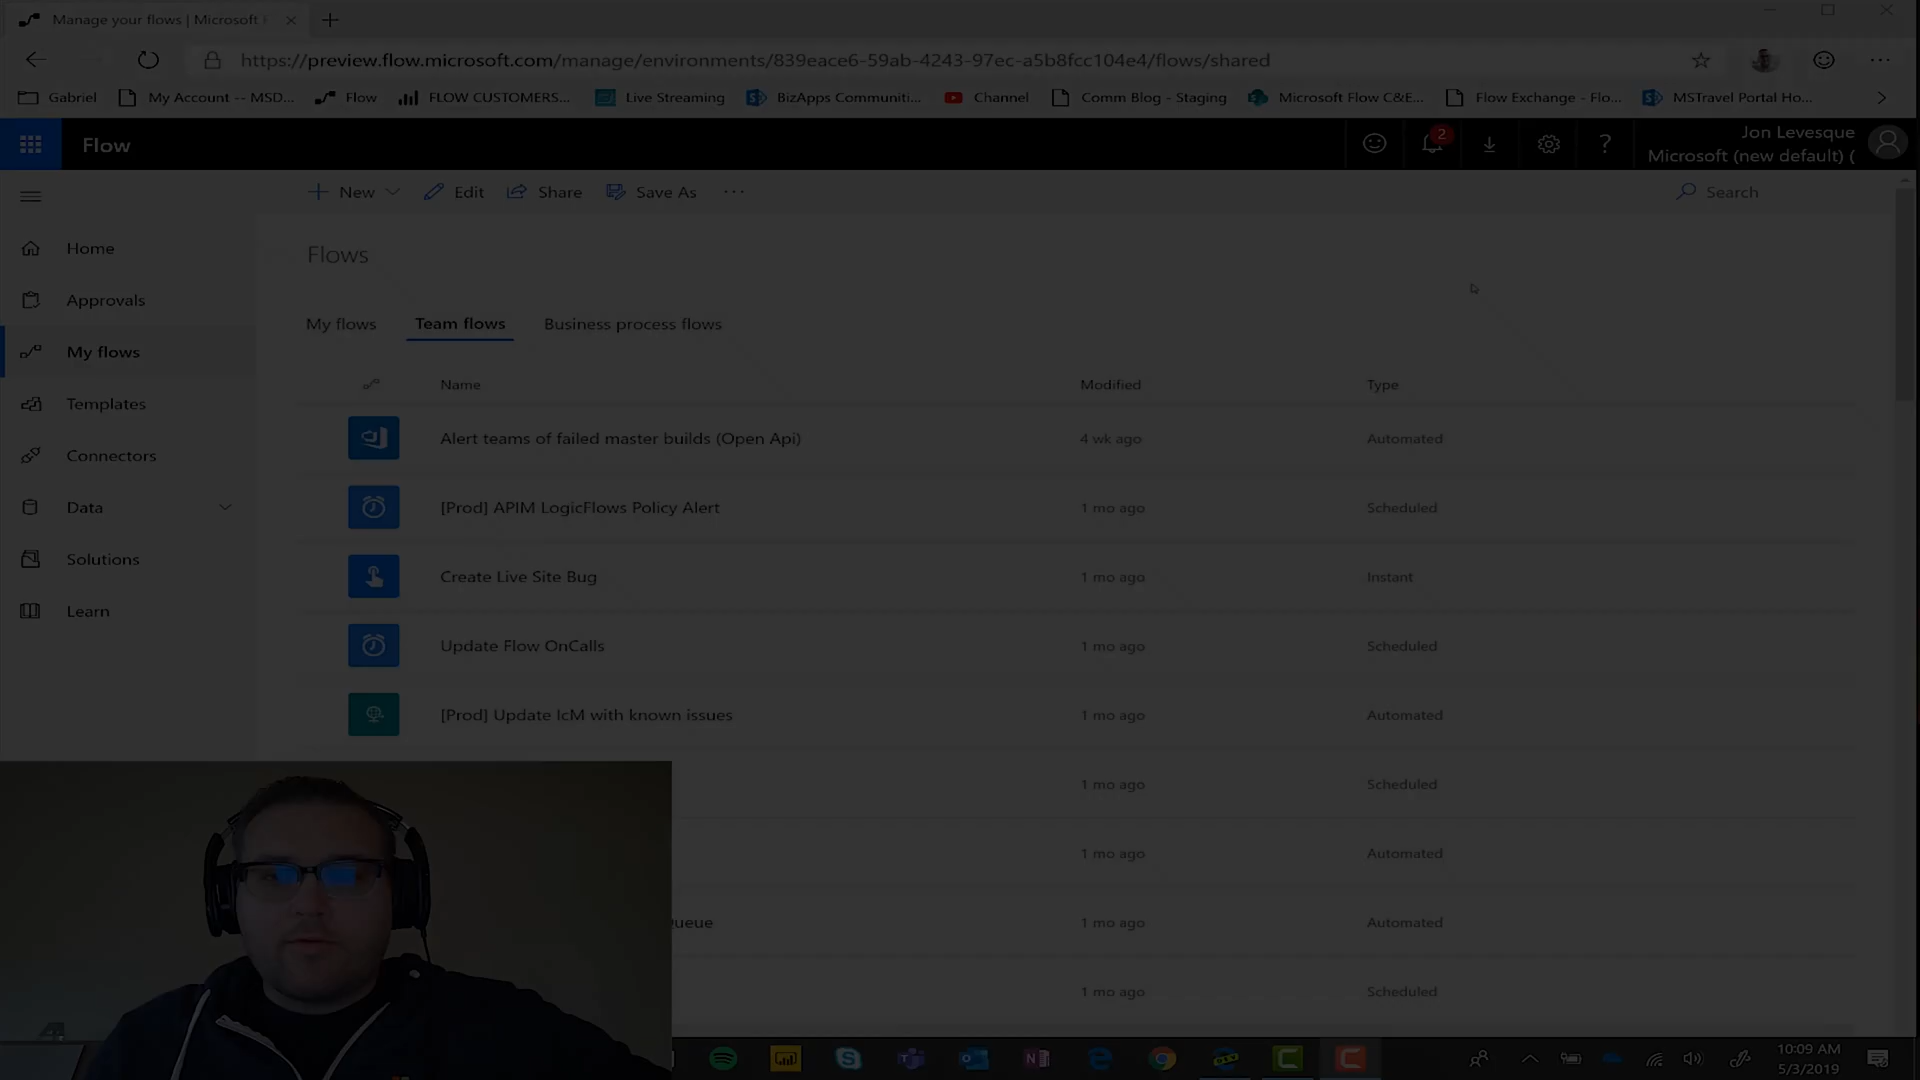 Manage your flows | Microsoft F
https://preview.flow.microsoft.com/manage/environments/839eace6-59ab-4243-97ec-a5b8fcc104e4/flows/shared
Gabriel My Account -- MSD... Flow FLOW CUSTOMERS... Live Streaming BizApps Communiti... Channel Comm Blog - Staging Microsoft Flow C&E... Flow Exchange - Flo... MSTravel Portal Ho...
Flow
2
Jon Levesque
Microsoft (new default) (
New Edit Share Save As ... Search
Home
Approvals
My flows
Templates
Connectors
Data
Solutions
Learn
Flows
My flows Team flows Business process flows
Name Modified Type
Alert teams of failed master builds (Open Api) 4 wk ago Automated
[Prod] APIM LogicFlows Policy Alert 1 mo ago Scheduled
Create Live Site Bug 1 mo ago Instant
Update Flow OnCalls 1 mo ago Scheduled
[Prod] Update IcM with known issues 1 mo ago Automated
1 mo ago Scheduled
1 mo ago Automated
Queue 1 mo ago Automated
1 mo ago Scheduled
10:09 AM
5/3/2019